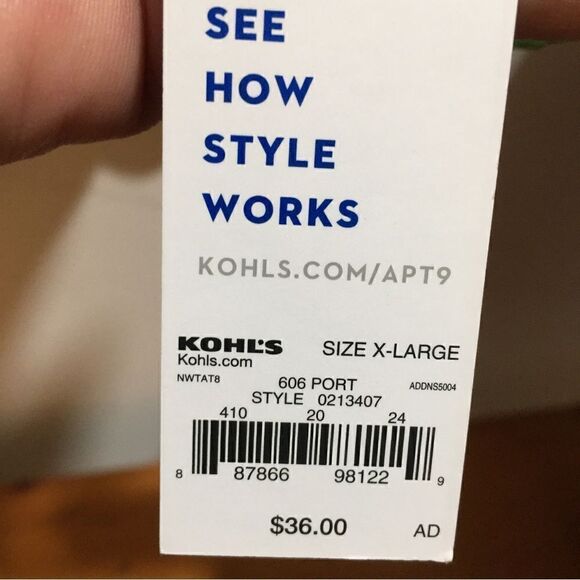 SEE
HOW
STYLE
WORKS
KOHLS.COM/APT9
KOHL'S SIZE X-LARGE
Kohls.com
NWTAT8 606 PORT ADDNS5004
STYLE 0213407
410 20 24
8 87866 98122 9
$36.00 AD